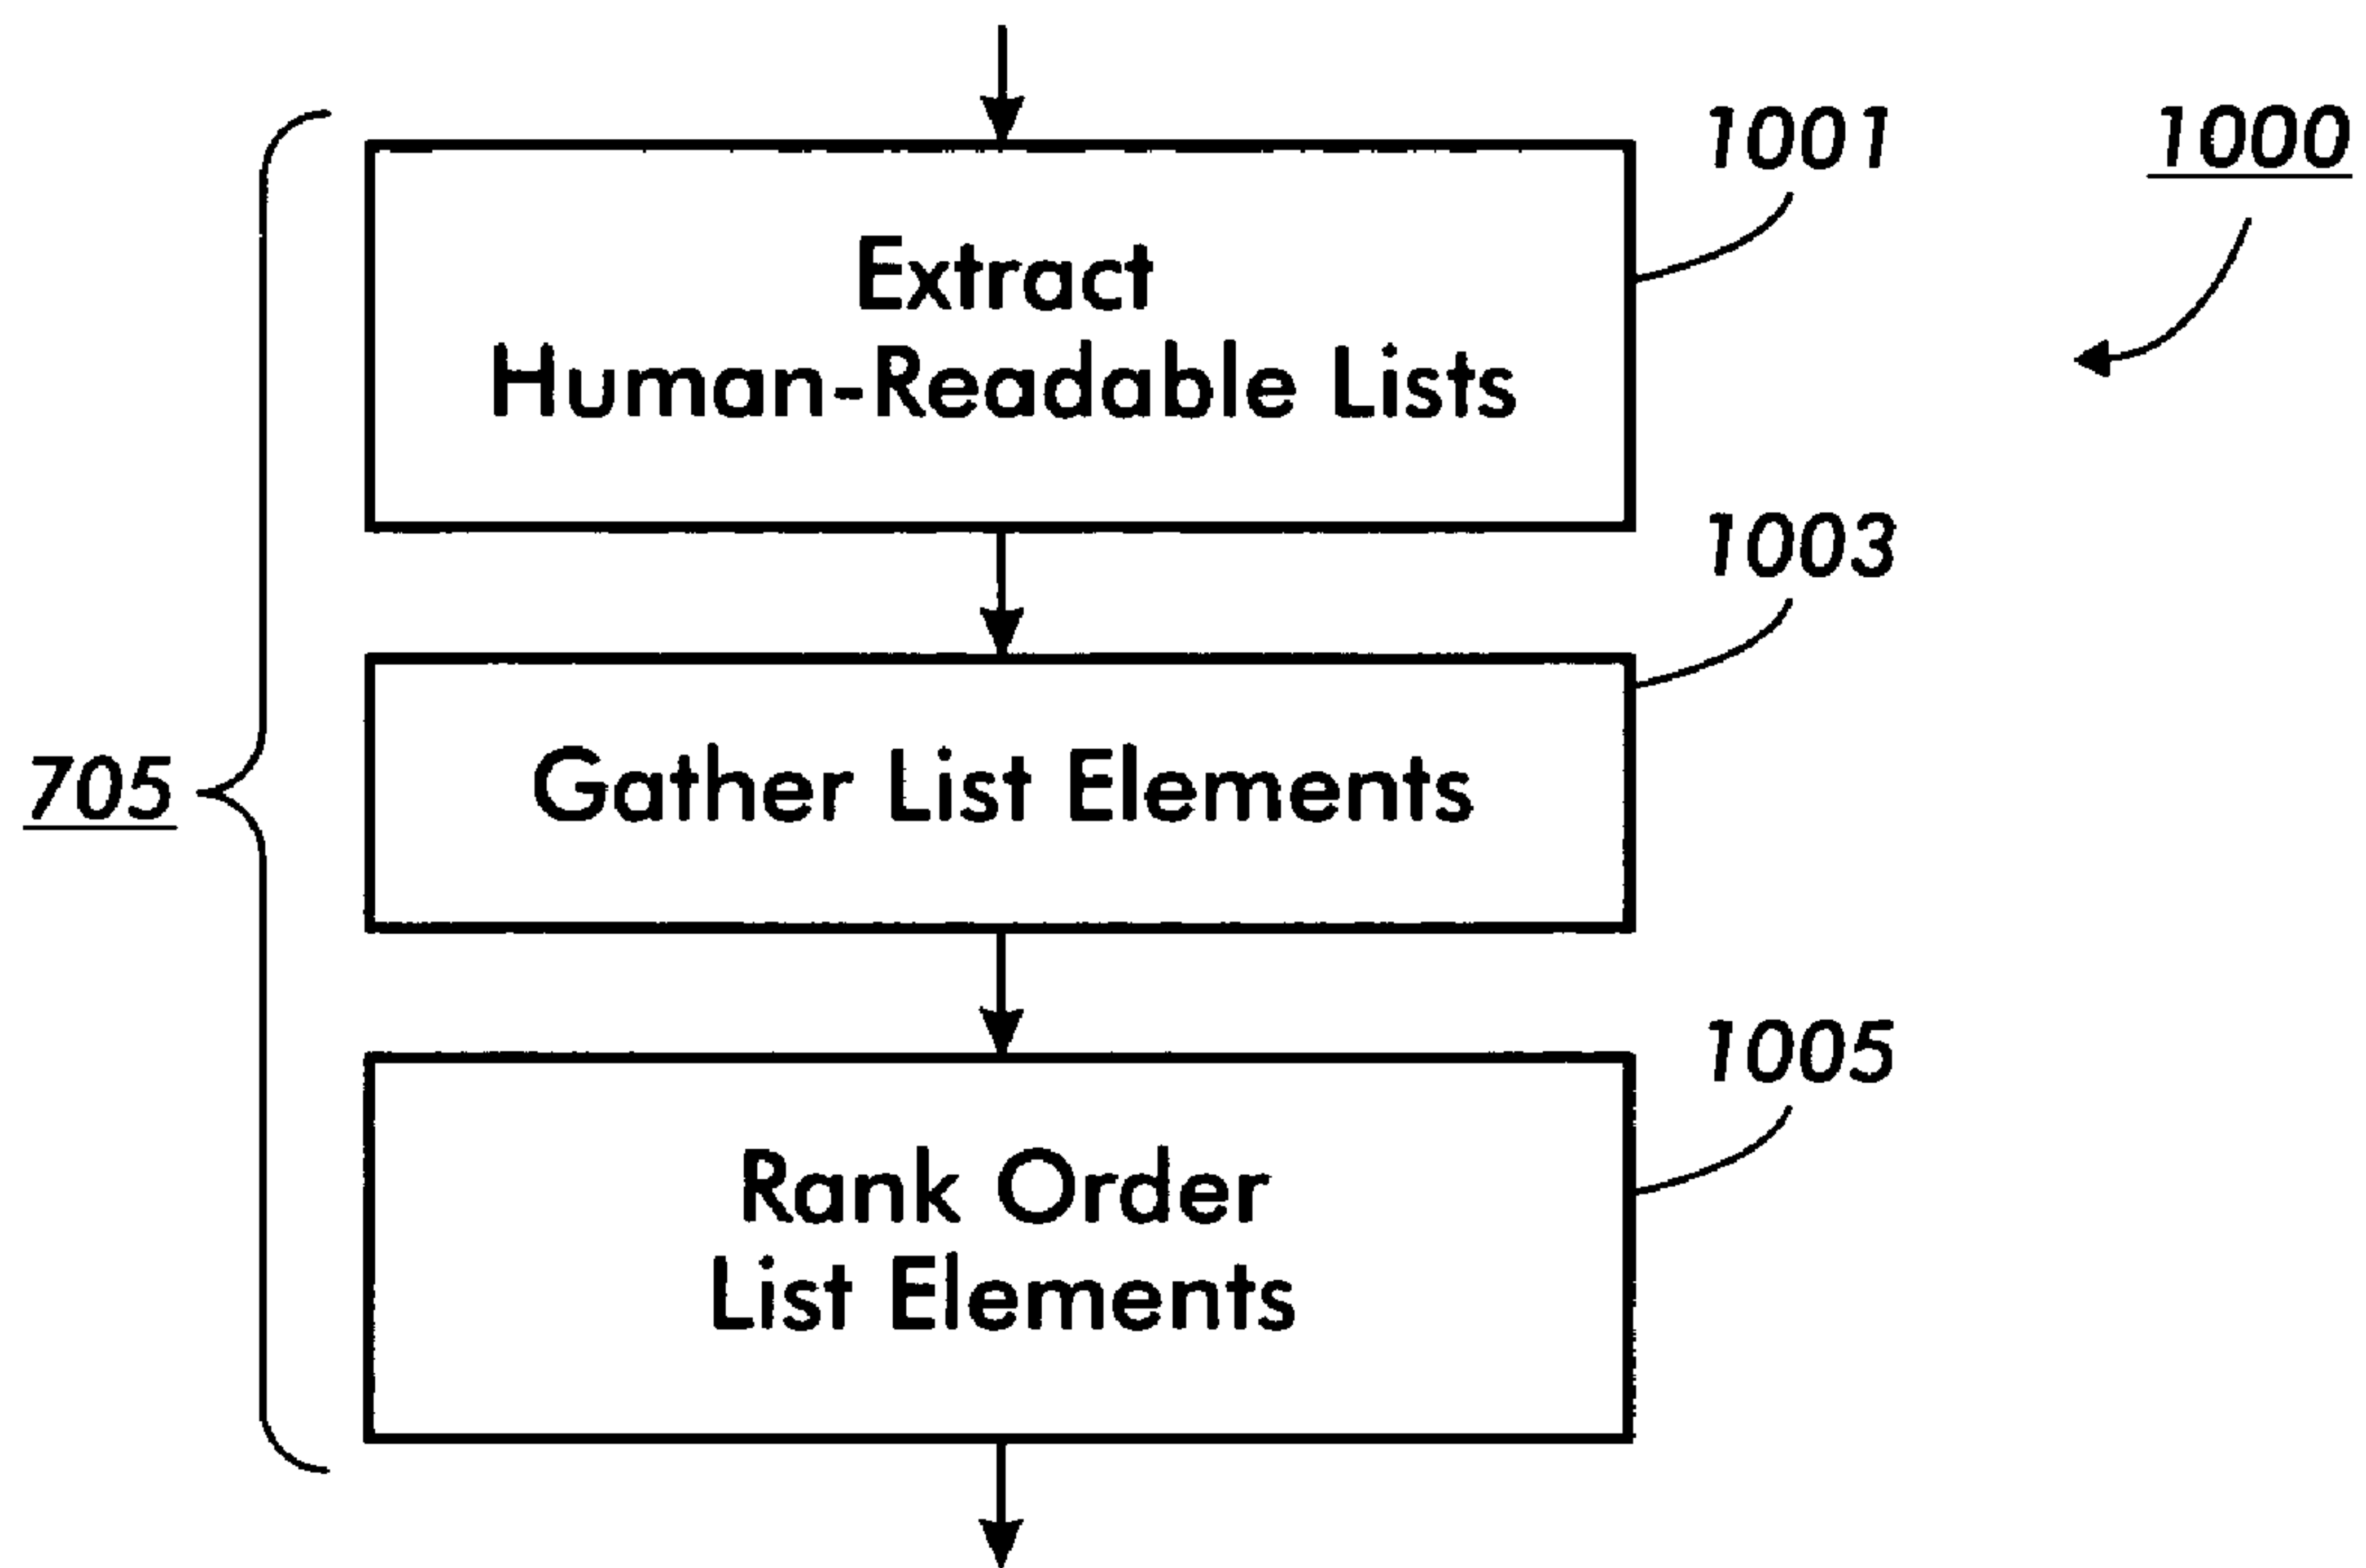 1001
1000
Extract
Human-Readable Lists
1003
705
Gather List Elements
1005
Rank Order
List Elements